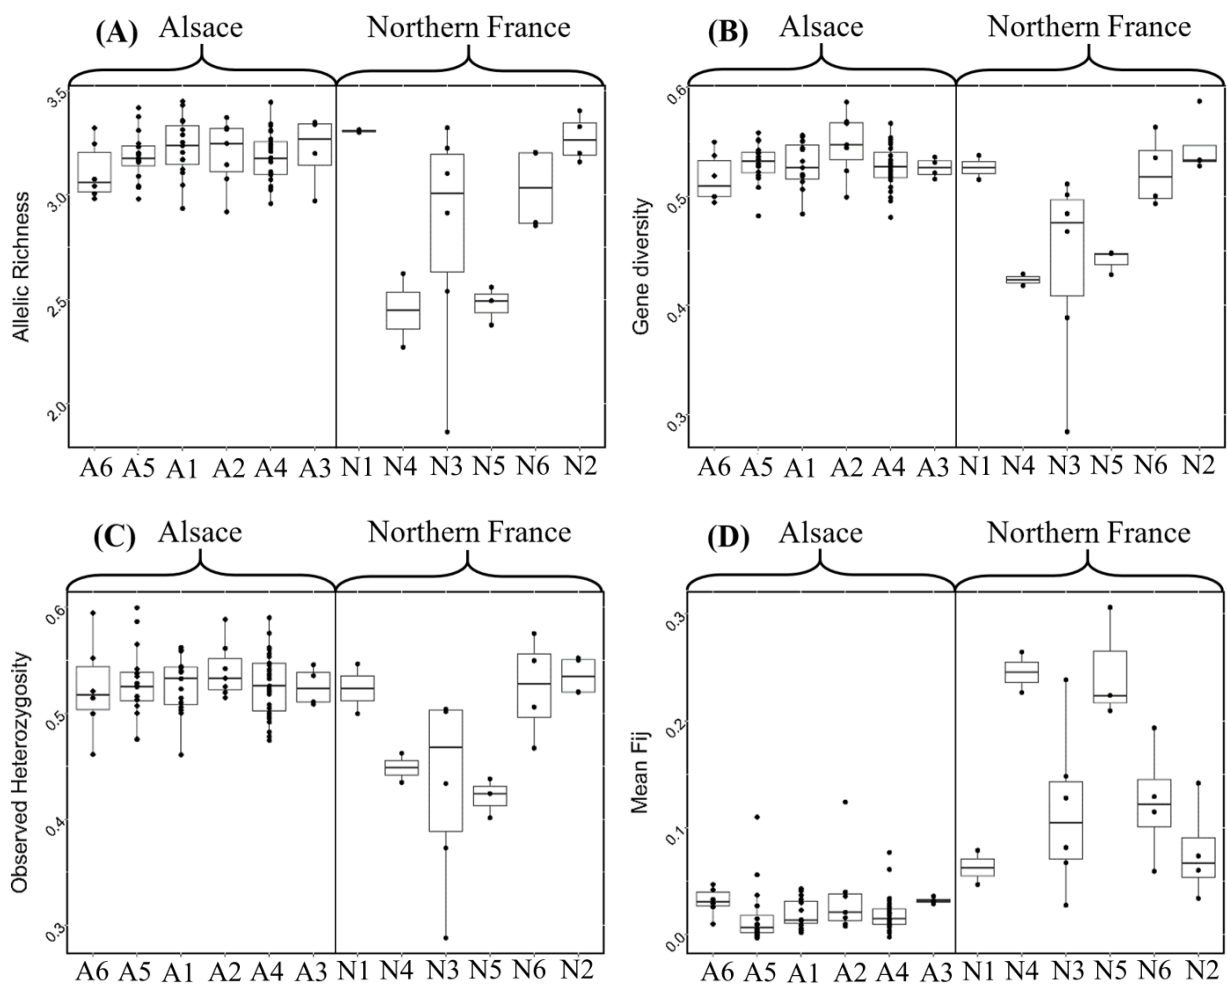 (A) Alsace Northern France
3.5
3.0
2.5
2.0
Allelic Richness
A6 A5 A1 A2 A4 A3 N1 N4 N3 N5 N6 N2
(B) Alsace Northern France
0.6
0.5
0.4
0.3
Gene diversity
A6 A5 A1 A2 A4 A3 N1 N4 N3 N5 N6 N2
(C) Alsace Northern France
0.6
0.5
0.4
0.3
Observed Heterozygosity
A6 A5 A1 A2 A4 A3 N1 N4 N3 N5 N6 N2
(D) Alsace Northern France
0.3
0.2
0.1
0.0
Mean Fij
A6 A5 A1 A2 A4 A3 N1 N4 N3 N5 N6 N2